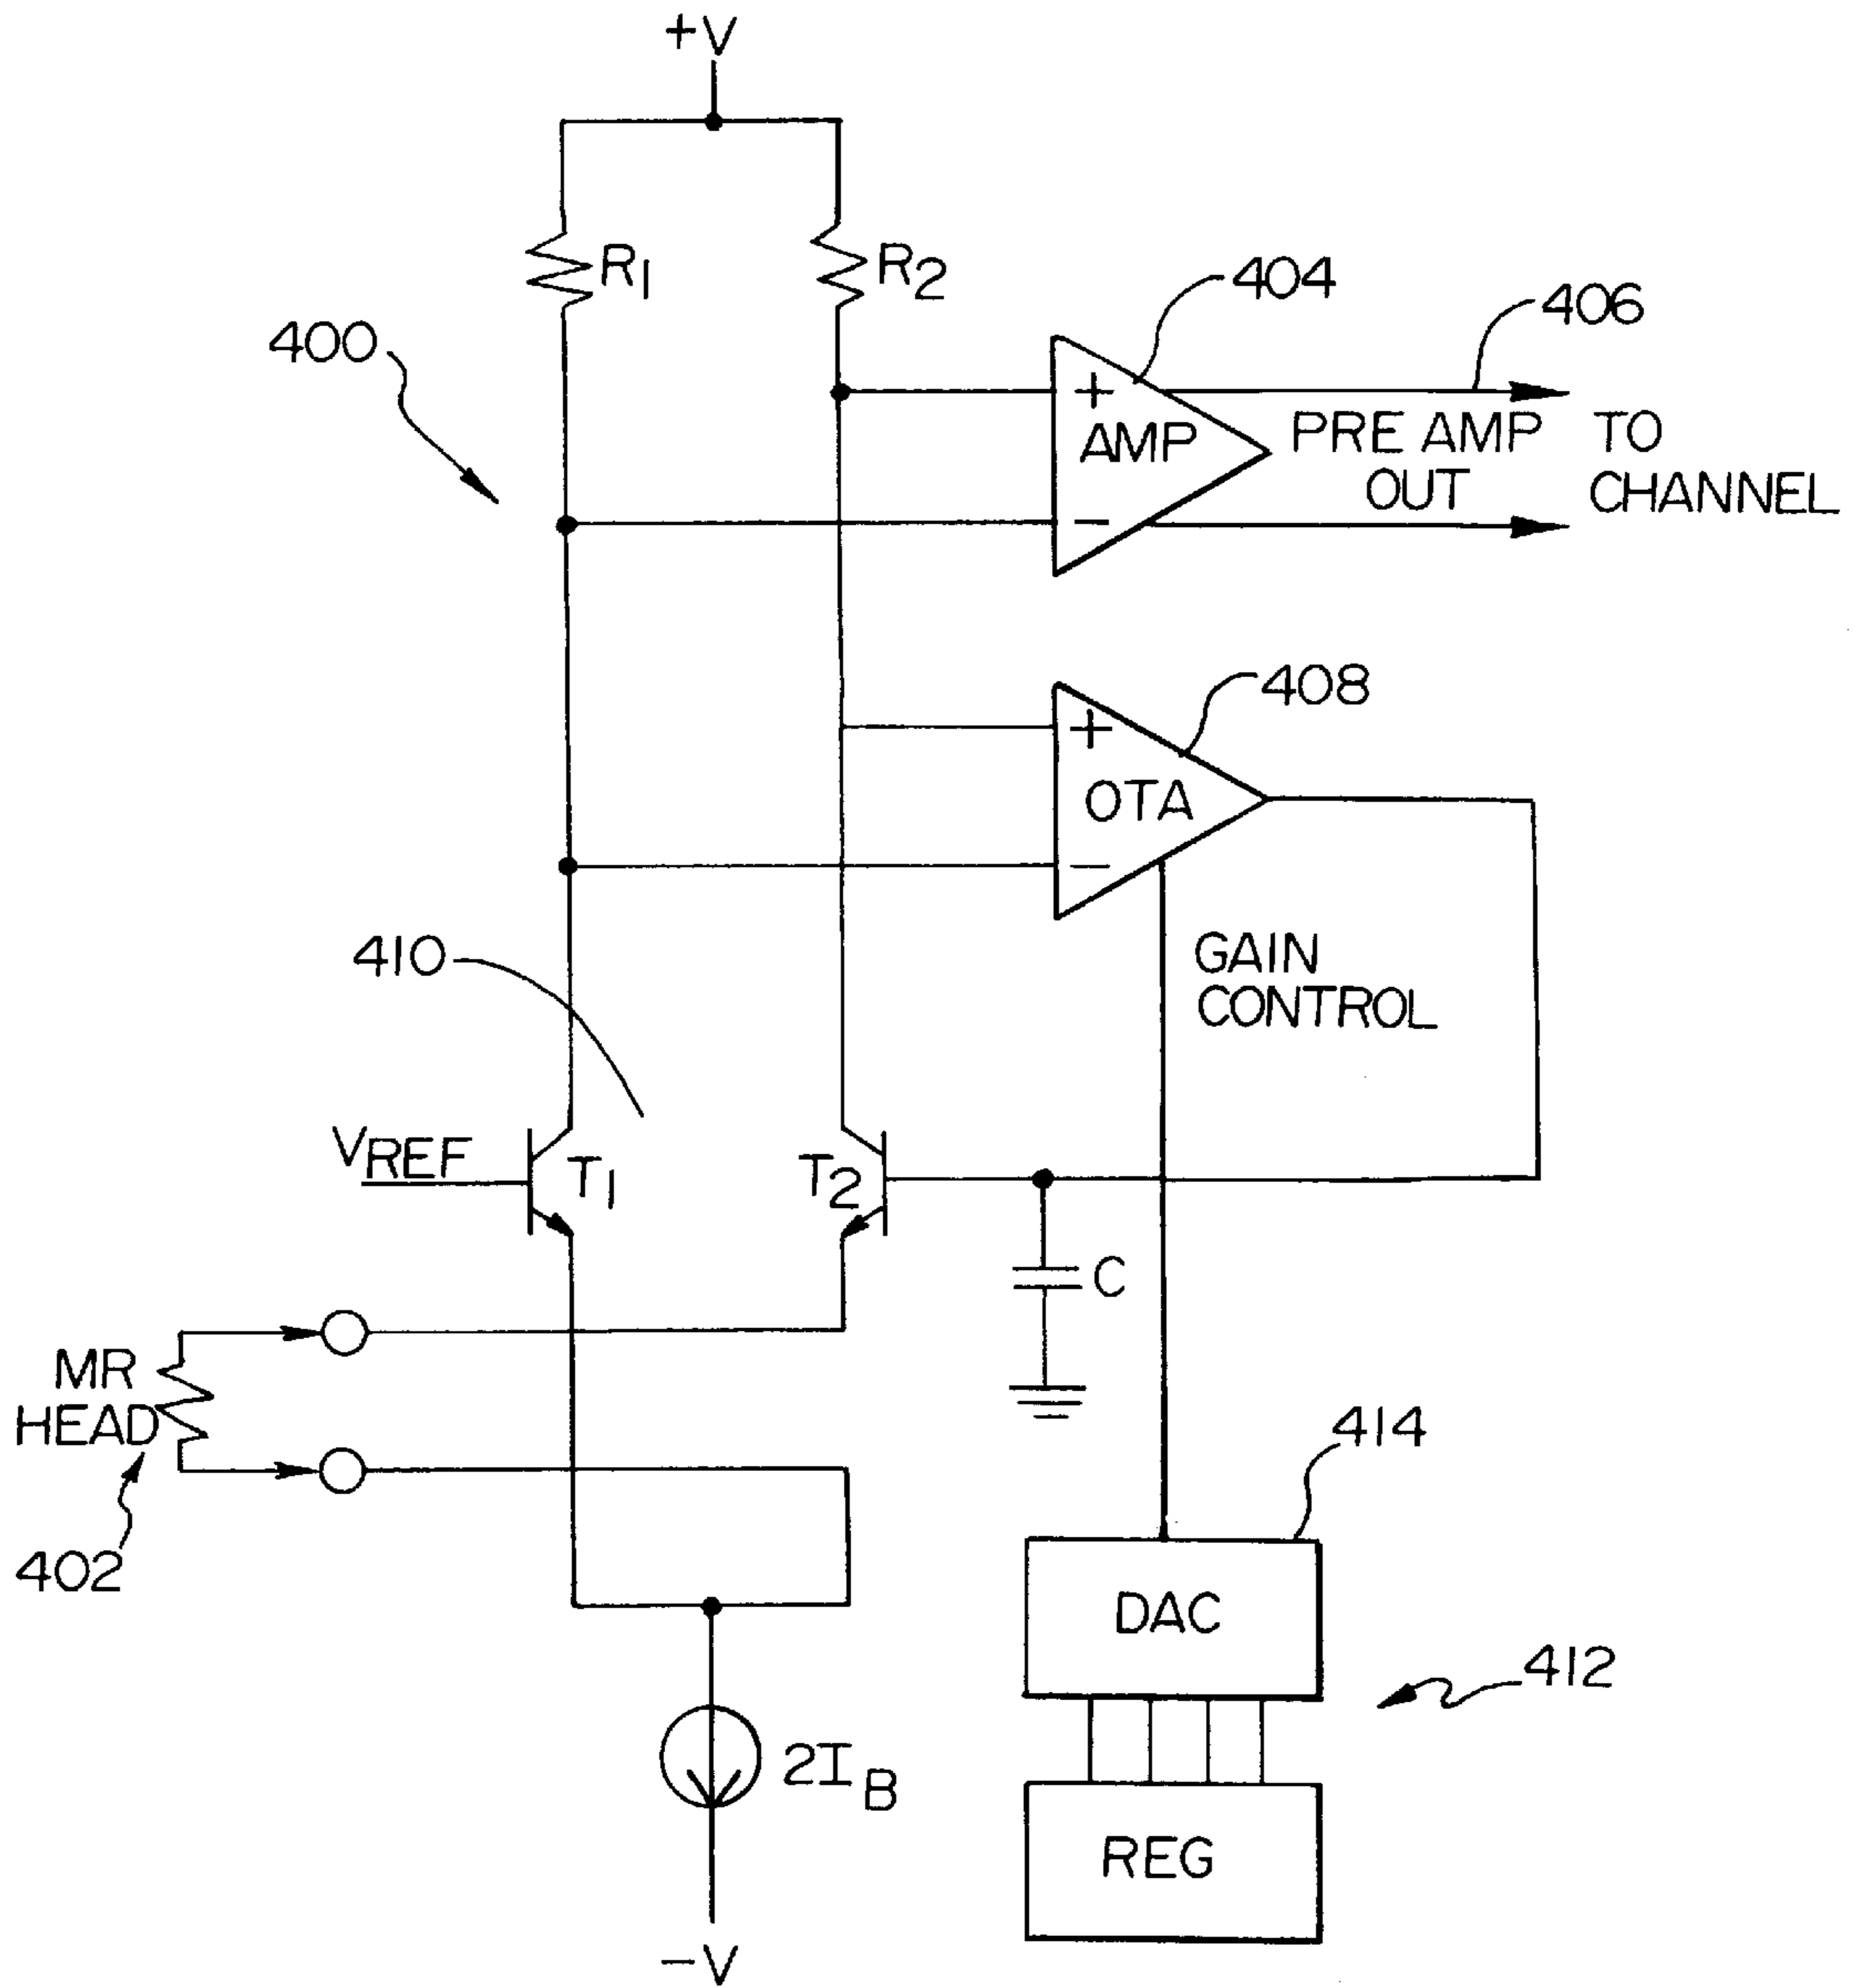 +V
R1
R2
400
404
406
+
AMP
-
PRE AMP
OUT
TO
CHANNEL
408
+
OTA
-
410
GAIN
CONTROL
VREF
T1
T2
C
MR
HEAD
402
414
DAC
412
2IB
REG
-V